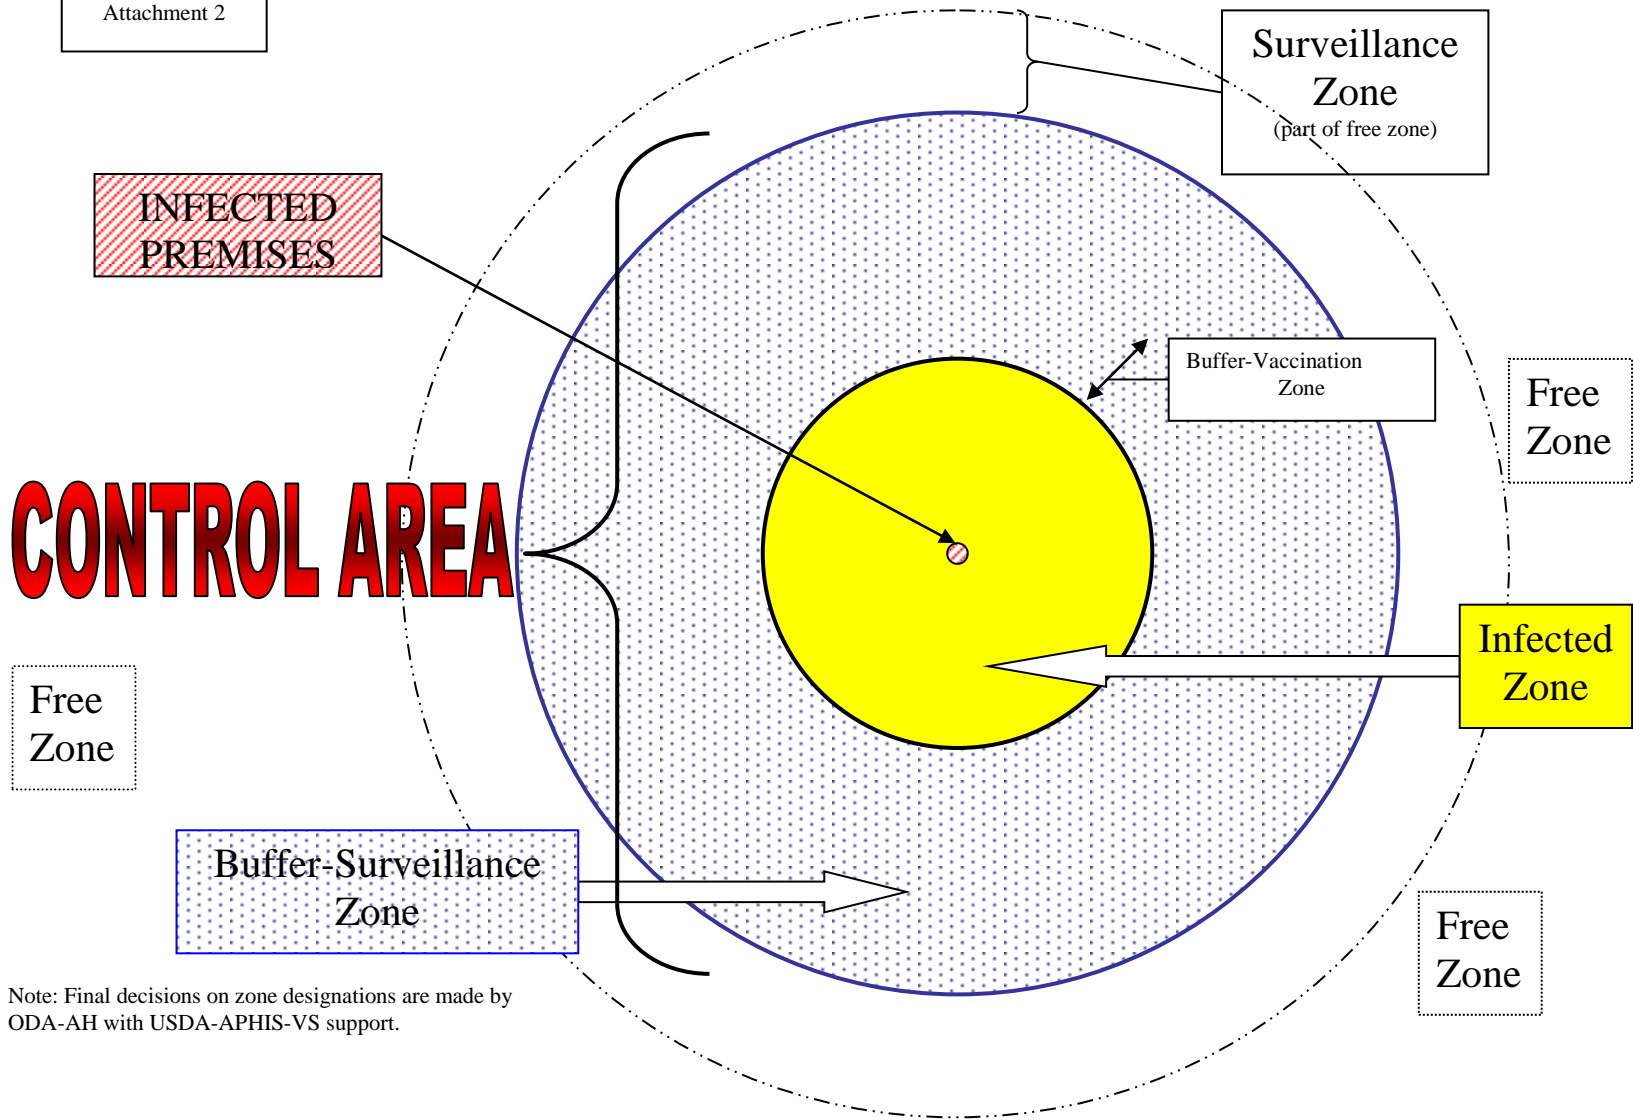 Attachment 2
Surveillance
Zone
(part of free zone)
INFECTED
PREMISES
Buffer-Vaccination
Zone
Free
Zone
CONTROL AREA
Infected
Zone
Free
Zone
Buffer-Surveillance
Zone
Free
Zone
Note: Final decisions on zone designations are made by
ODA-AH with USDA-APHIS-VS support.